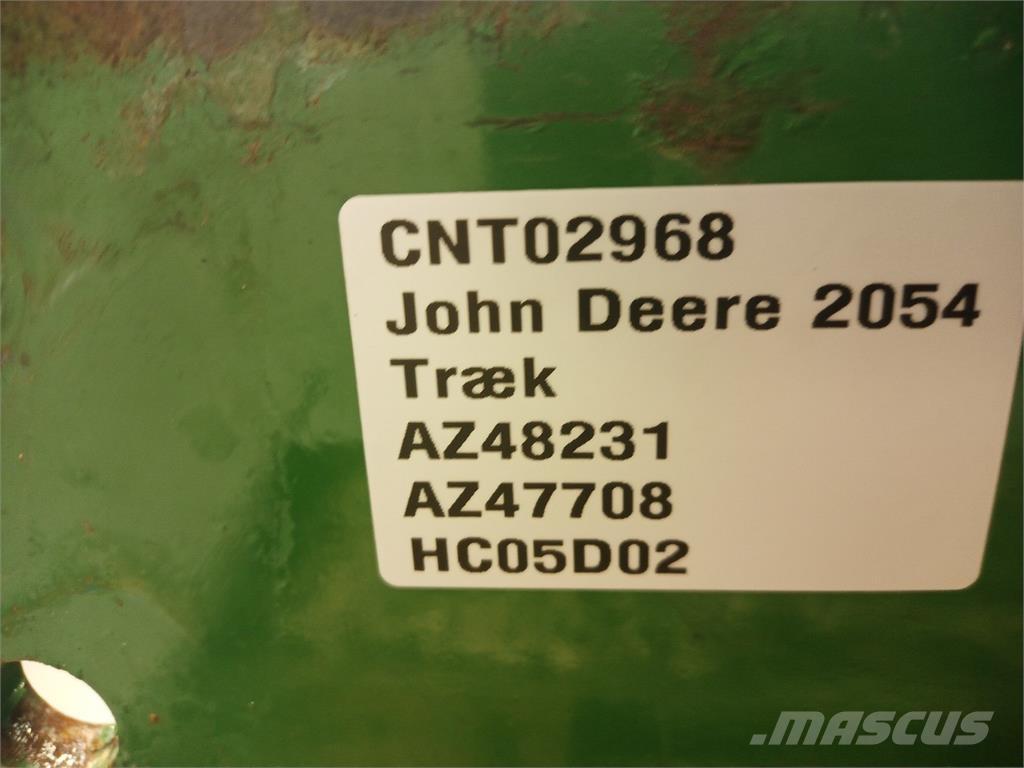 CNT02968
John Deere 2054
Træk
AZ48231
AZ47708
HC05D02
.MASCUS